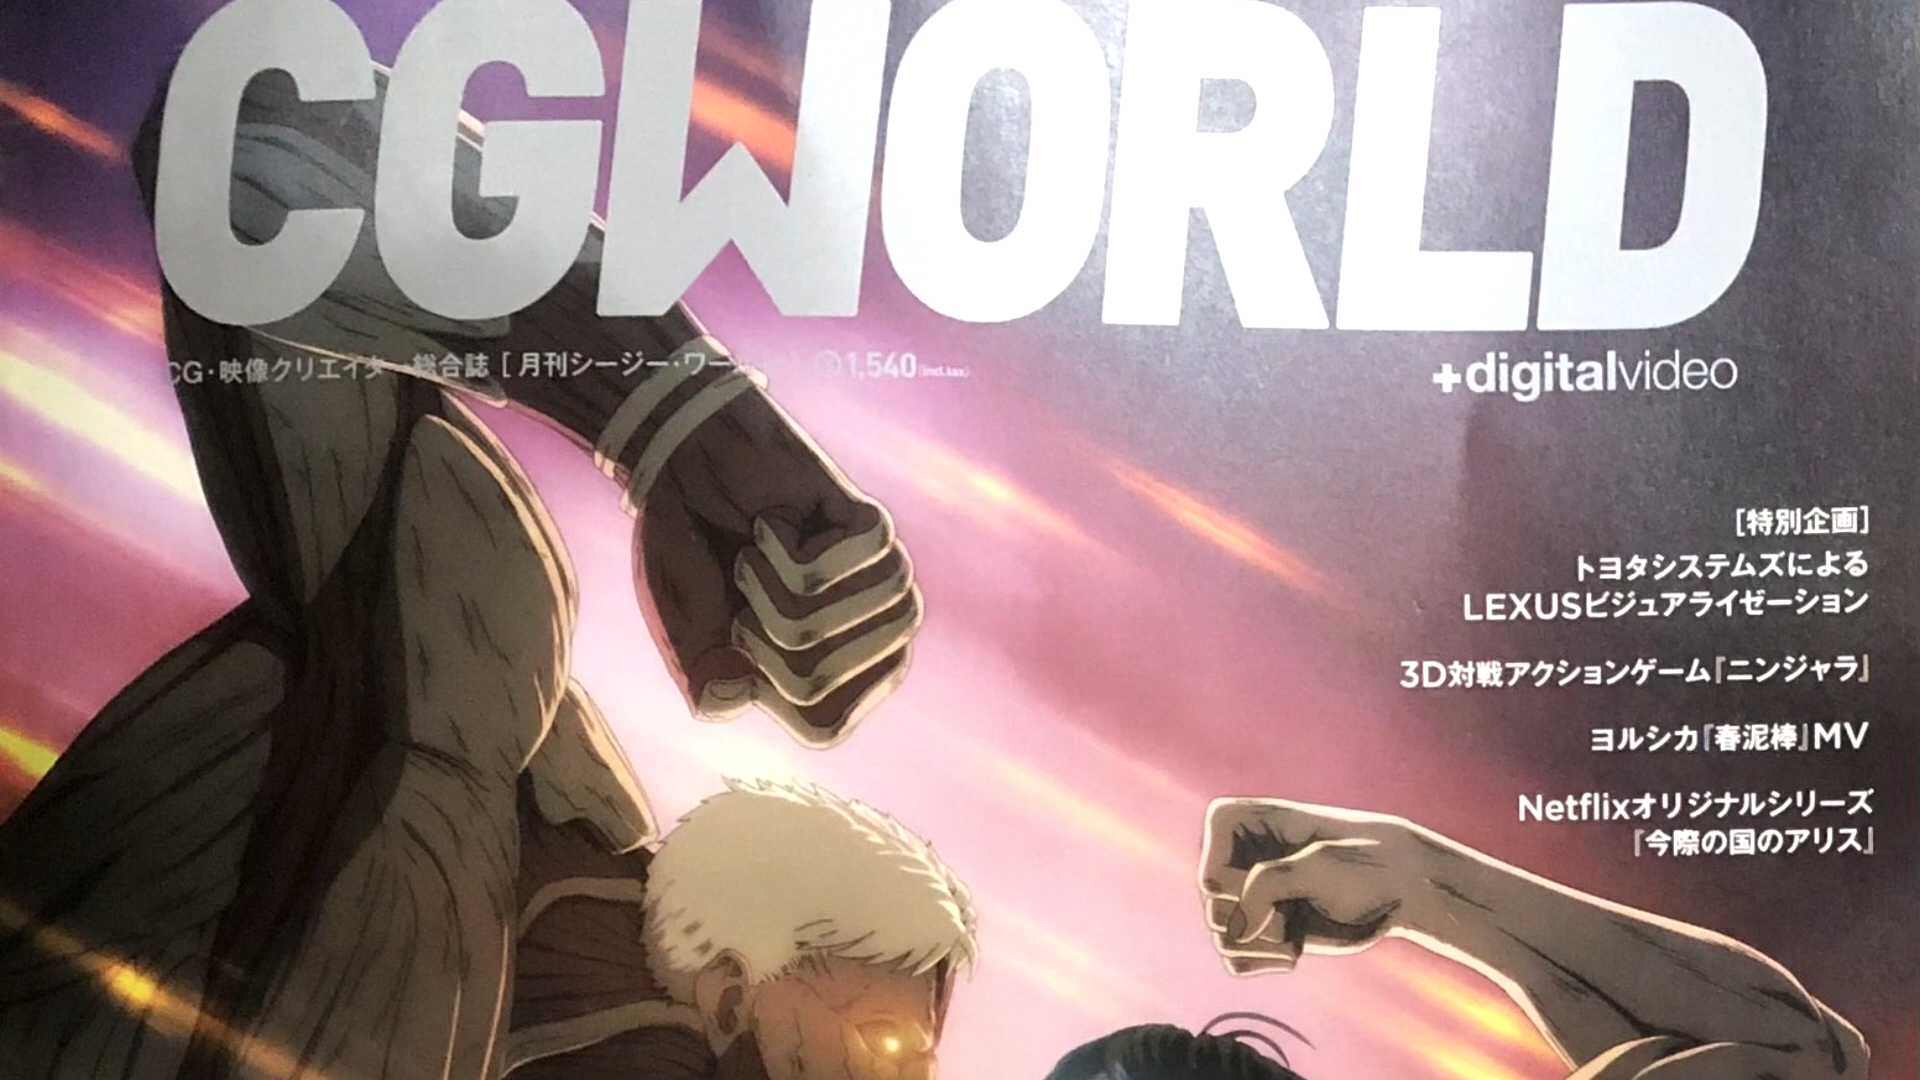 CGWORLD
CG・映像クリエイター 総合誌 [ 月刊シージー・ワールド ] 1,540 (incl.tax)
+digitalvideo
[特別企画]
トヨタシステムズによる
LEXUSビジュアライゼーション
3D対戦アクションゲーム『ニンジャラ』
ヨルシカ『春泥棒』MV
Netflixオリジナルシリーズ
『今際の国のアリス』